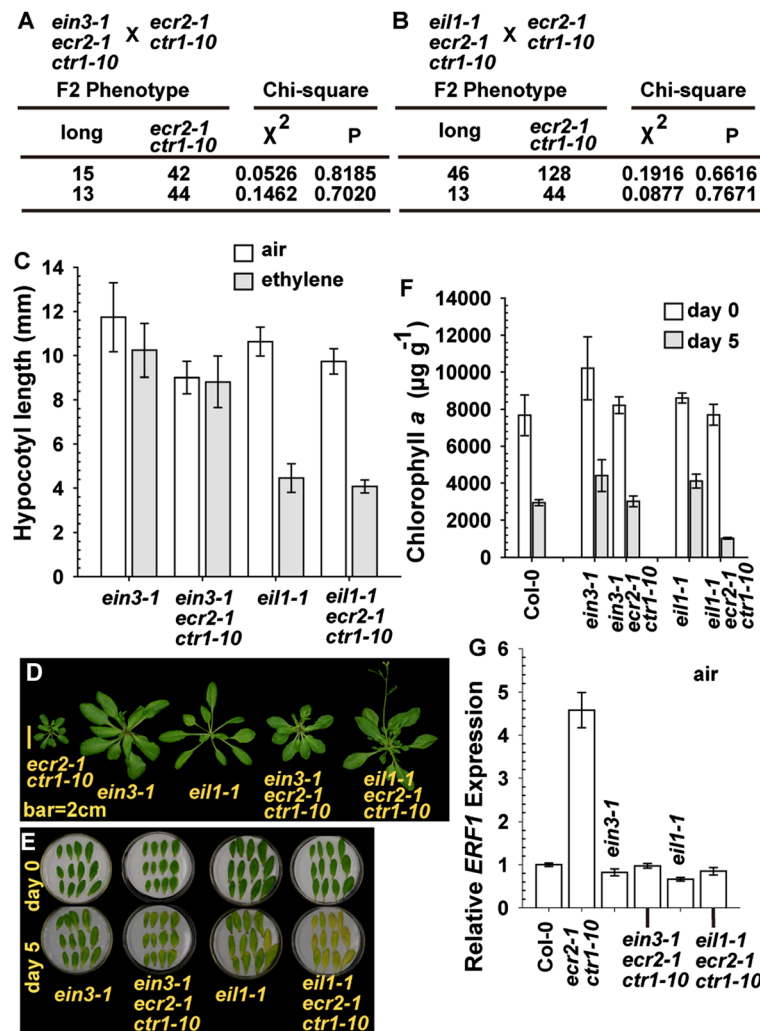 A
ein3-1
ecr2-1
ctr1-10
X
ecr2-1
ctr1-10
F2 Phenotype
Chi-square
long
ecr2-1
ctr1-10
X2
P
15 42 0.0526 0.8185
13 44 0.1462 0.7020
B
eil1-1
ecr2-1
ctr1-10
X
ecr2-1
ctr1-10
F2 Phenotype
Chi-square
long
ecr2-1
ctr1-10
X2
P
46 128 0.1916 0.6616
13 44 0.0877 0.7671
C
air
ethylene
Hypocotyl length (mm)
14
12
10
8
6
4
2
0
ein3-1
ein3-1
ecr2-1
ctr1-10
eil1-1
eil1-1
ecr2-1
ctr1-10
F
day 0
day 5
Chlorophyll a (µg g-1)
14000
12000
10000
8000
6000
4000
2000
0
Col-0
ein3-1
ein3-1
ecr2-1
ctr1-10
eil1-1
eil1-1
ecr2-1
ctr1-10
D
ecr2-1
ctr1-10
ein3-1
eil1-1
ein3-1
ecr2-1
ctr1-10
eil1-1
ecr2-1
ctr1-10
bar=2cm
E
day 0
day 5
ein3-1
ein3-1
ecr2-1
ctr1-10
eil1-1
eil1-1
ecr2-1
ctr1-10
G
air
Relative ERF1 Expression
6
5
4
3
2
1
0
Col-0
ecr2-1
ctr1-10
ein3-1
ein3-1
ecr2-1
ctr1-10
eil1-1
eil1-1
ecr2-1
ctr1-10